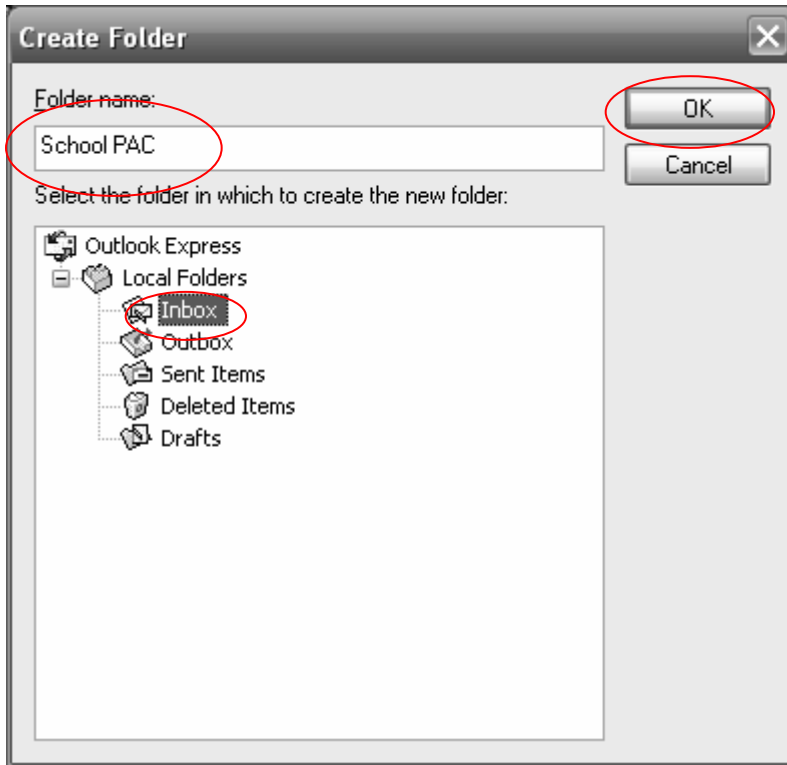 Create Folder
Folder name:
School PAC
OK
Cancel
Select the folder in which to create the new folder:
Outlook Express
Local Folders
Inbox
Outbox
Sent Items
Deleted Items
Drafts